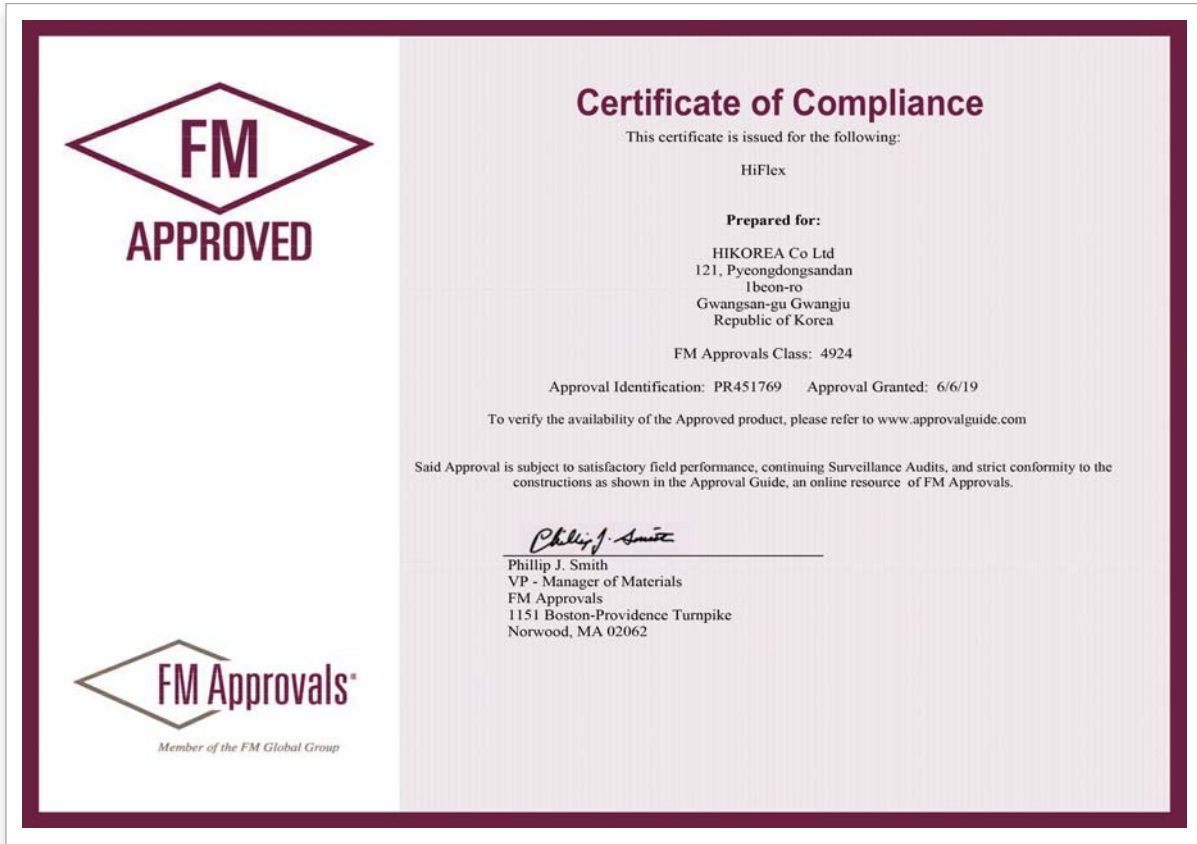 FM
APPROVED
Certificate of Compliance
This certificate is issued for the following:
HiFlex
Prepared for:
HIKOREA Co Ltd
121, Pyeongdongsandan
1beon-ro
Gwangsan-gu Gwangju
Republic of Korea
FM Approvals Class: 4924
Approval Identification: PR451769 Approval Granted: 6/6/19
To verify the availability of the Approved product, please refer to www.approvalguide.com
Said Approval is subject to satisfactory field performance, continuing Surveillance Audits, and strict conformity to the
constructions as shown in the Approval Guide, an online resource of FM Approvals.
Phillip J. Smith
Phillip J. Smith
VP - Manager of Materials
FM Approvals
1151 Boston-Providence Turnpike
Norwood, MA 02062
FM Approvals®
Member of the FM Global Group